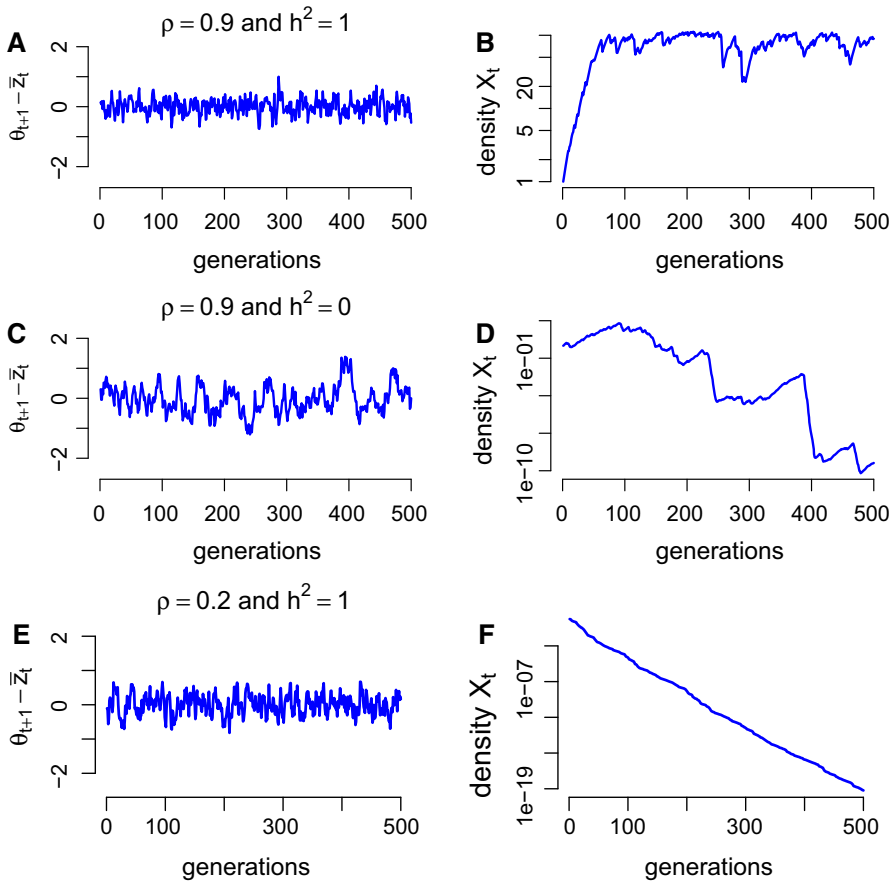 A
ρ = 0.9 and h² = 1
θₜ₊₁ − z̄ₜ
2
0
−2
0 100 200 300 400 500
generations
B
density Xₜ
20
5
1
0 100 200 300 400 500
generations
C
ρ = 0.9 and h² = 0
θₜ₊₁ − z̄ₜ
2
0
−2
0 100 200 300 400 500
generations
D
density Xₜ
1e−01
1e−10
0 100 200 300 400 500
generations
E
ρ = 0.2 and h² = 1
θₜ₊₁ − z̄ₜ
2
0
−2
0 100 300 500
generations
F
density Xₜ
1e−07
1e−19
0 100 300 500
generations